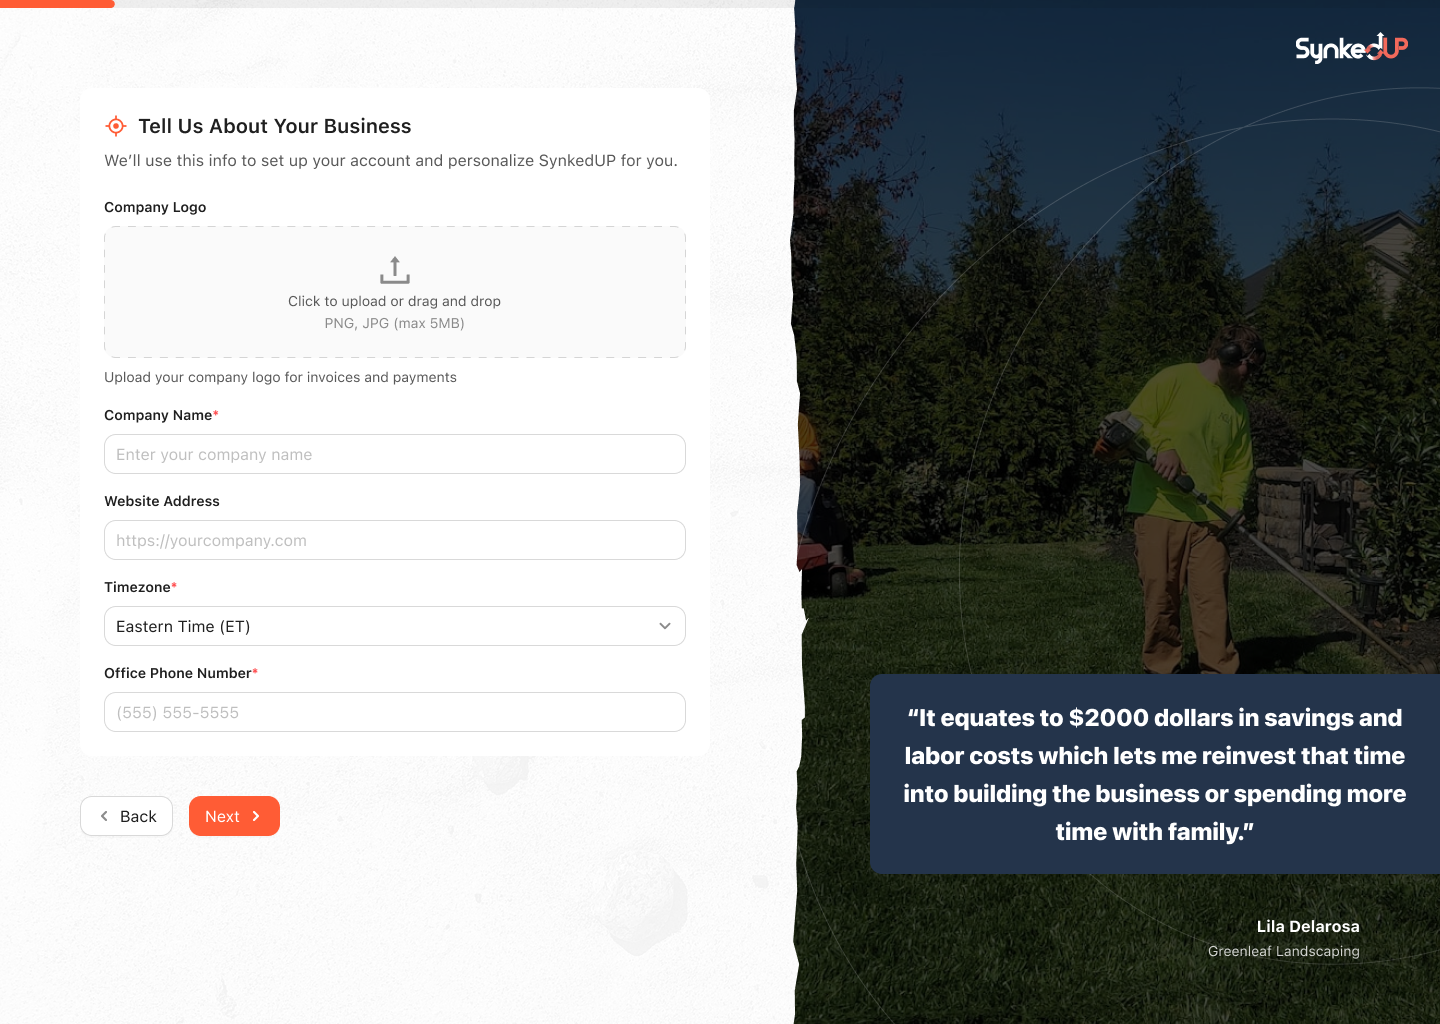 Tell Us About Your Business
We’ll use this info to set up your account and personalize SynkedUP for you.
Company Logo
Click to upload or drag and drop
PNG, JPG (max 5MB)
Upload your company logo for invoices and payments
Company Name*
Enter your company name
Website Address
https://yourcompany.com
Timezone*
Eastern Time (ET)
Office Phone Number*
(555) 555-5555
Back
Next
SynkedUP
“It equates to $2000 dollars in savings and
labor costs which lets me reinvest that time
into building the business or spending more
time with family.”
Lila Delarosa
Greenleaf Landscaping